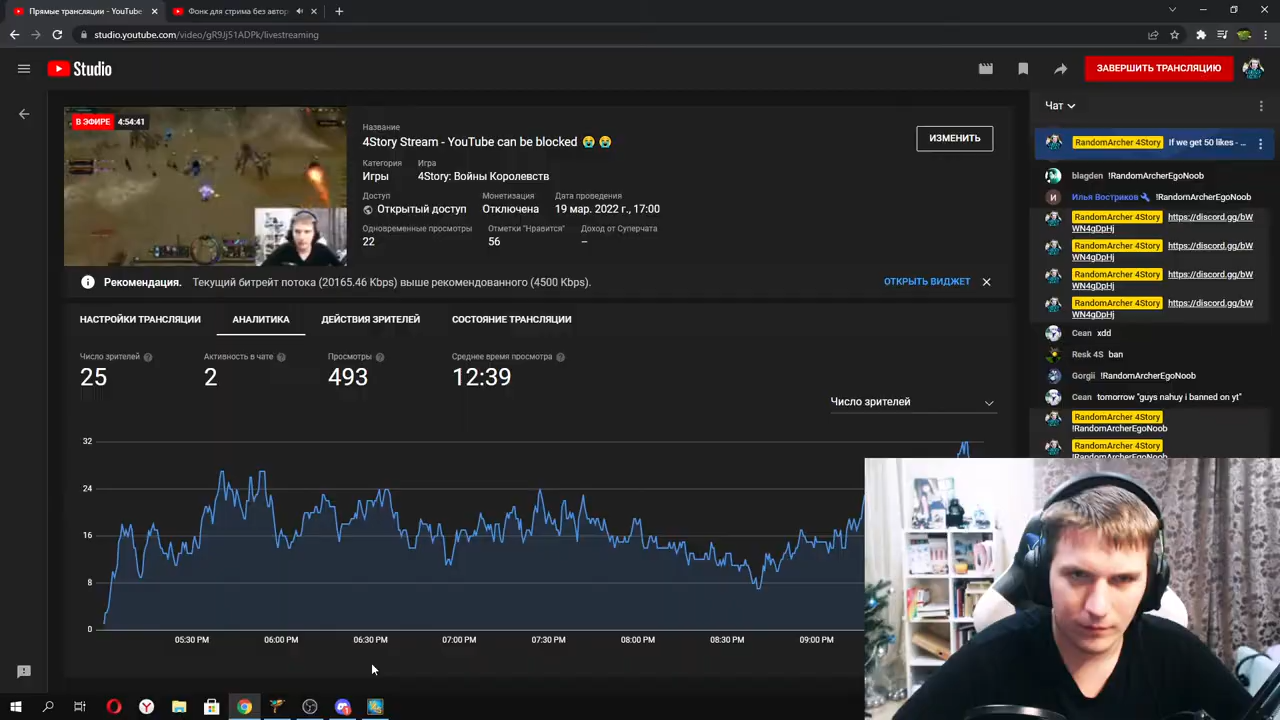 Прямые трансляции - YouTube
Фонк для стрима без автор
studio.youtube.com/video/gR9Jj51ADPk/livestreaming
Studio
ЗАВЕРШИТЬ ТРАНСЛЯЦИЮ
В ЭФИРЕ 4:54:41
Название
4Story Stream - YouTube can be blocked 😭 😭
ИЗМЕНИТЬ
Категория Игра
Игры 4Story: Войны Королевств
Доступ Монетизация Дата проведения
Открытый доступ Отключена 19 мар. 2022 г., 17:00
Одновременные просмотры Отметки "Нравится" Доход от Суперчата
22 56 –
Рекомендация. Текущий битрейт потока (20165.46 Kbps) выше рекомендованного (4500 Kbps).
ОТКРЫТЬ ВИДЖЕТ
НАСТРОЙКИ ТРАНСЛЯЦИИ АНАЛИТИКА ДЕЙСТВИЯ ЗРИТЕЛЕЙ СОСТОЯНИЕ ТРАНСЛЯЦИИ
Число зрителей Активность в чате Просмотры Среднее время просмотра
25 2 493 12:39
Число зрителей
32
24
16
8
0
05:30 PM 06:00 PM 06:30 PM 07:00 PM 07:30 PM 08:00 PM 08:30 PM 09:00 PM
Чат
RandomArcher 4Story If we get 50 likes - ...
blagden !RandomArcherEgoNoob
Илья Востриков !RandomArcherEgoNoob
RandomArcher 4Story https://discord.gg/bW
WN4gDpHj
RandomArcher 4Story https://discord.gg/bW
WN4gDpHj
RandomArcher 4Story https://discord.gg/bW
WN4gDpHj
RandomArcher 4Story https://discord.gg/bW
WN4gDpHj
Cean xdd
Resk 4S ban
Gorgii !RandomArcherEgoNoob
Cean tomorrow "guys nahuy i banned on yt"
RandomArcher 4Story
!RandomArcherEgoNoob
RandomArcher 4Story
!RandomArcherEgoNoob